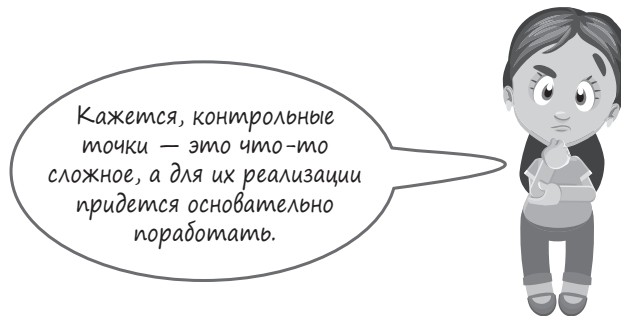 Кажется, контрольные
точки — это что-то
сложное, а для их реализации
придется основательно
поработать.